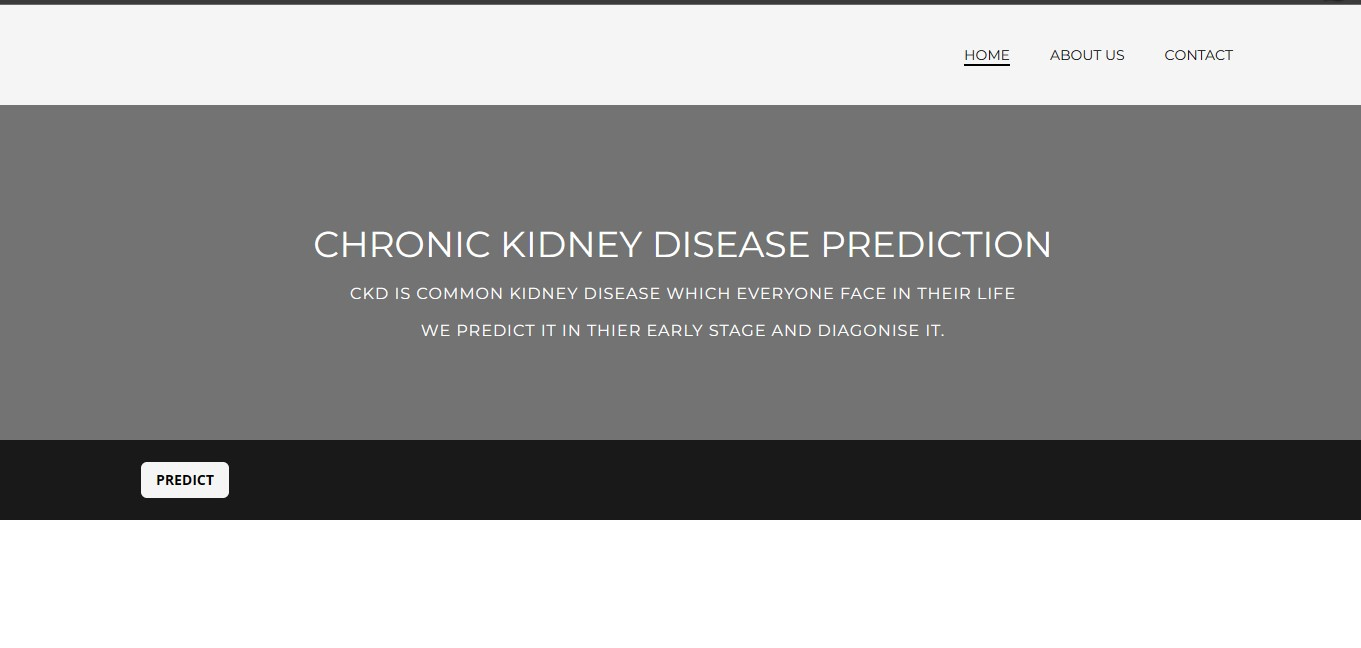 HOME ABOUT US CONTACT
CHRONIC KIDNEY DISEASE PREDICTION
CKD IS COMMON KIDNEY DISEASE WHICH EVERYONE FACE IN THEIR LIFE
WE PREDICT IT IN THIER EARLY STAGE AND DIAGONISE IT.
PREDICT